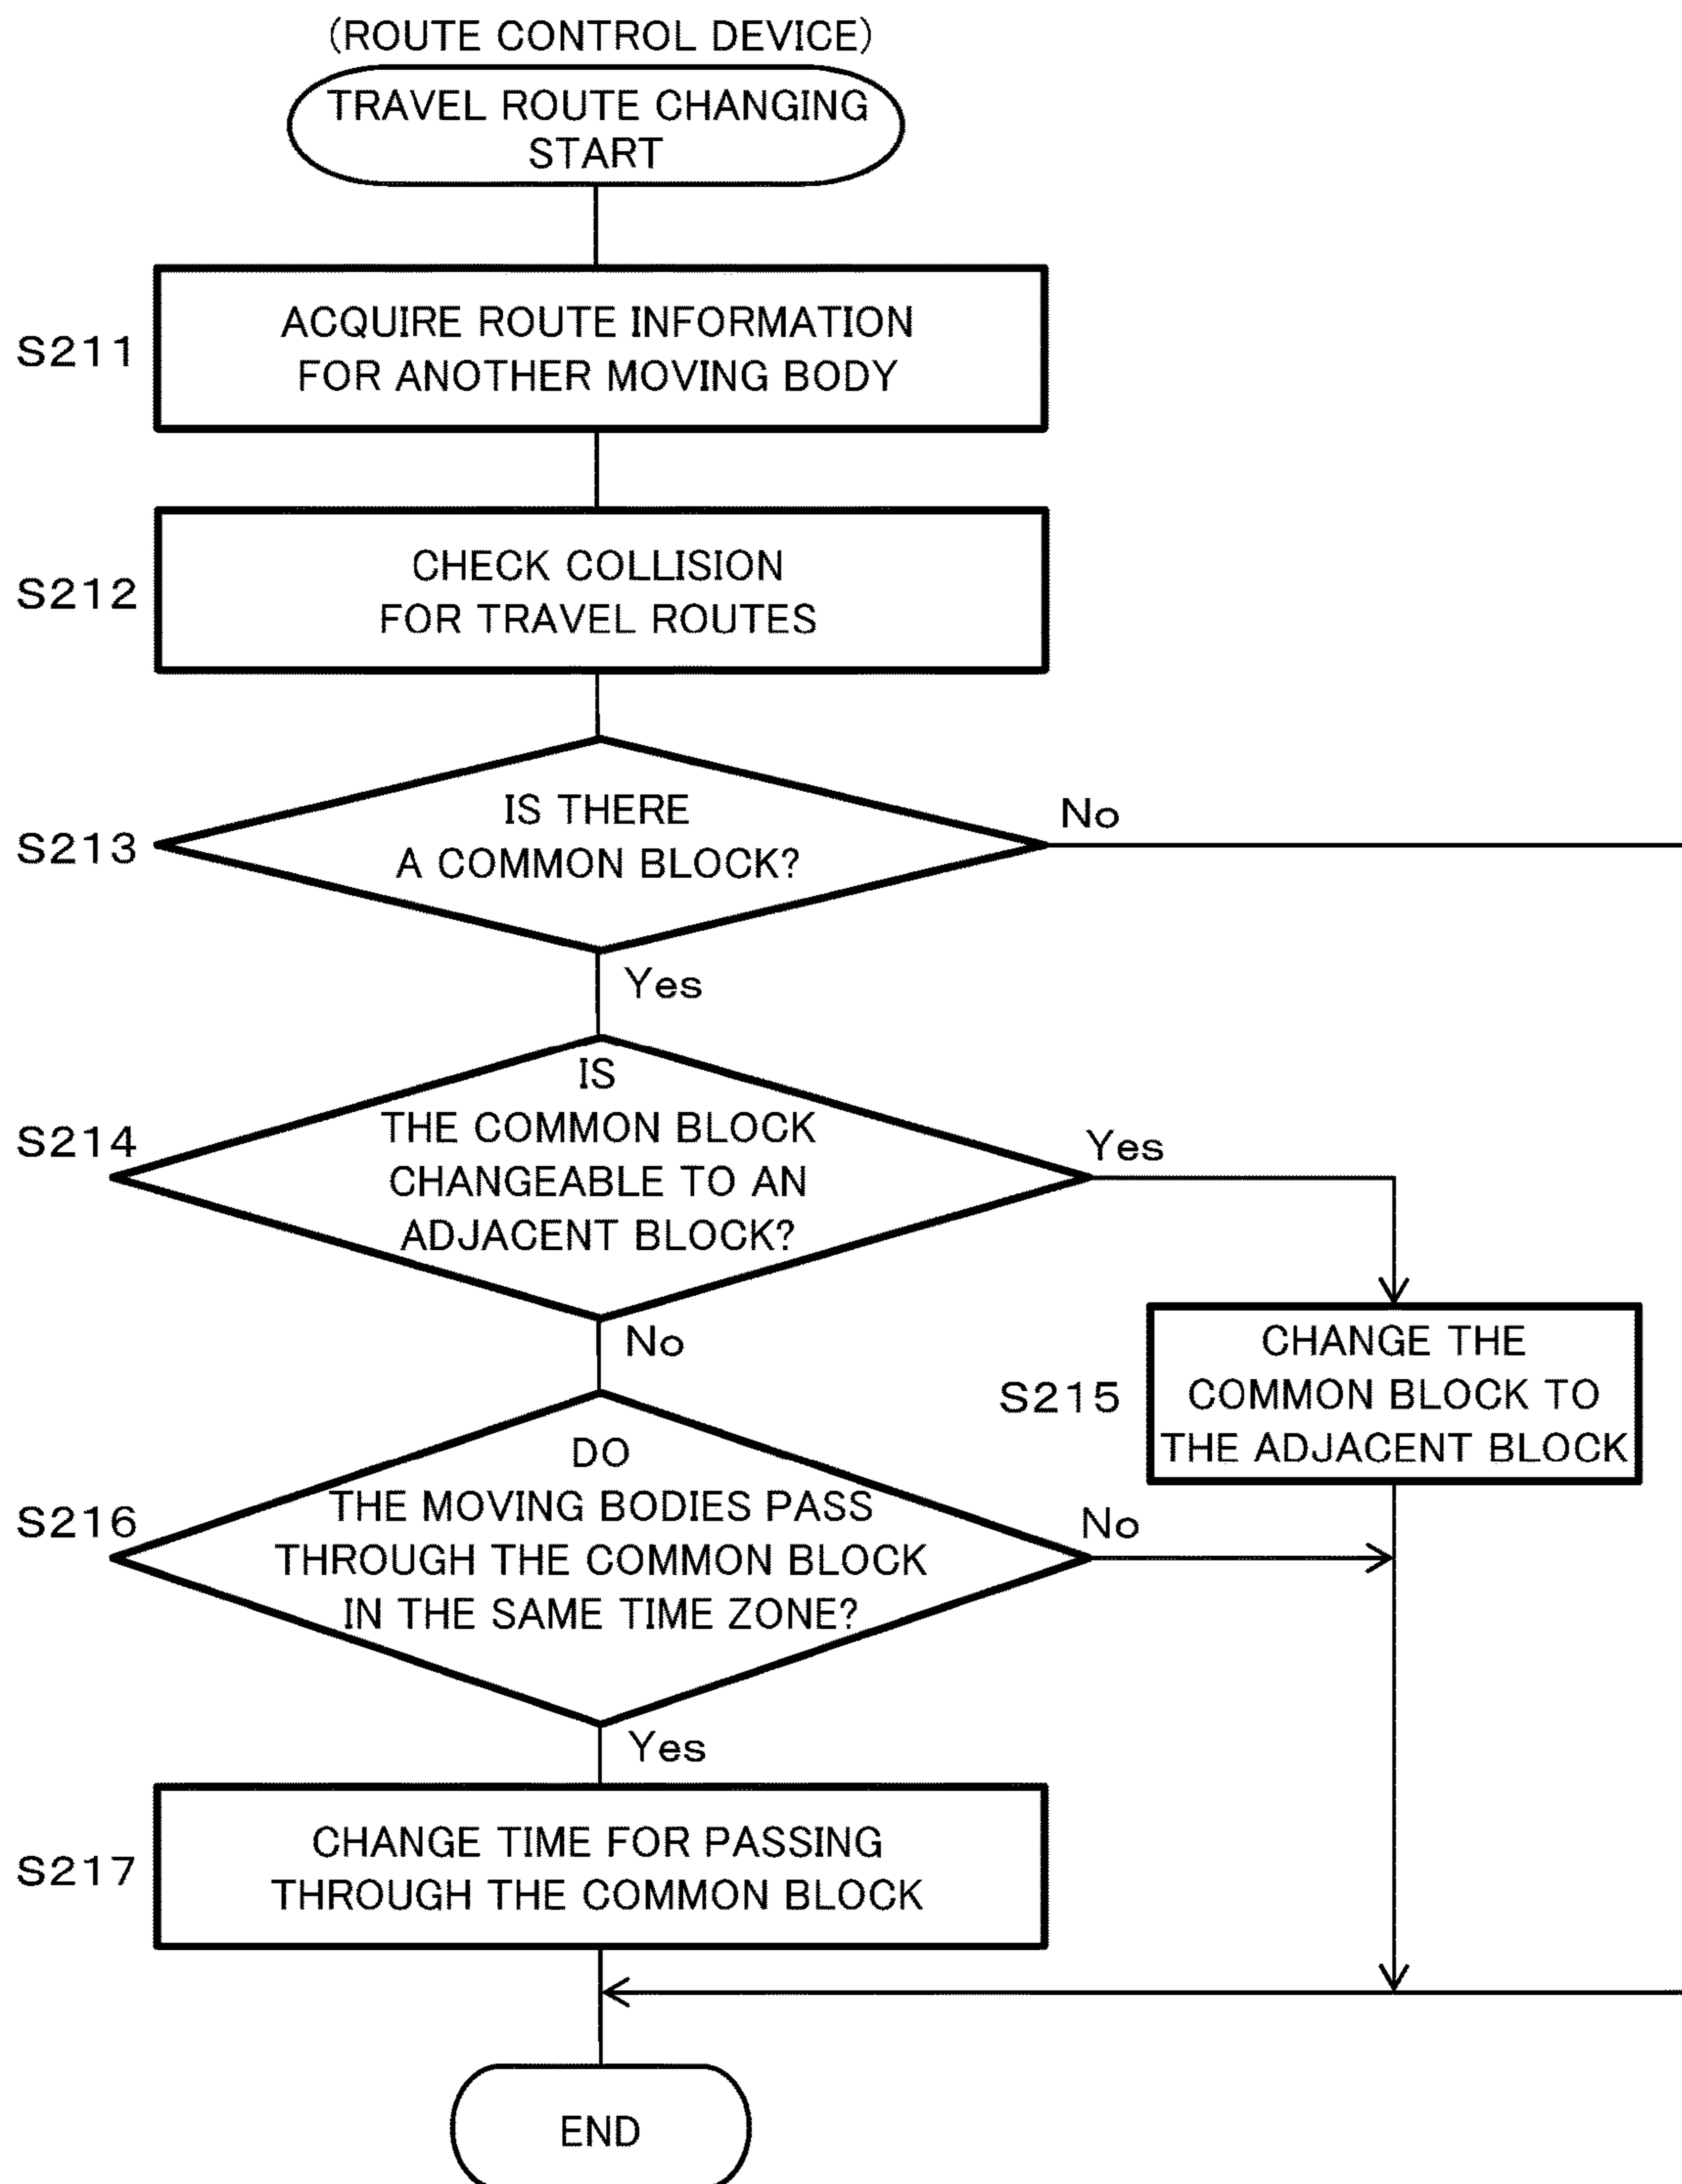 (ROUTE CONTROL DEVICE)
TRAVEL ROUTE CHANGING
START
S211
ACQUIRE ROUTE INFORMATION
FOR ANOTHER MOVING BODY
S212
CHECK COLLISION
FOR TRAVEL ROUTES
S213
IS THERE
A COMMON BLOCK?
No
Yes
S214
IS
THE COMMON BLOCK
CHANGEABLE TO AN
ADJACENT BLOCK?
Yes
No
S215
CHANGE THE
COMMON BLOCK TO
THE ADJACENT BLOCK
S216
DO
THE MOVING BODIES PASS
THROUGH THE COMMON BLOCK
IN THE SAME TIME ZONE?
No
Yes
S217
CHANGE TIME FOR PASSING
THROUGH THE COMMON BLOCK
END